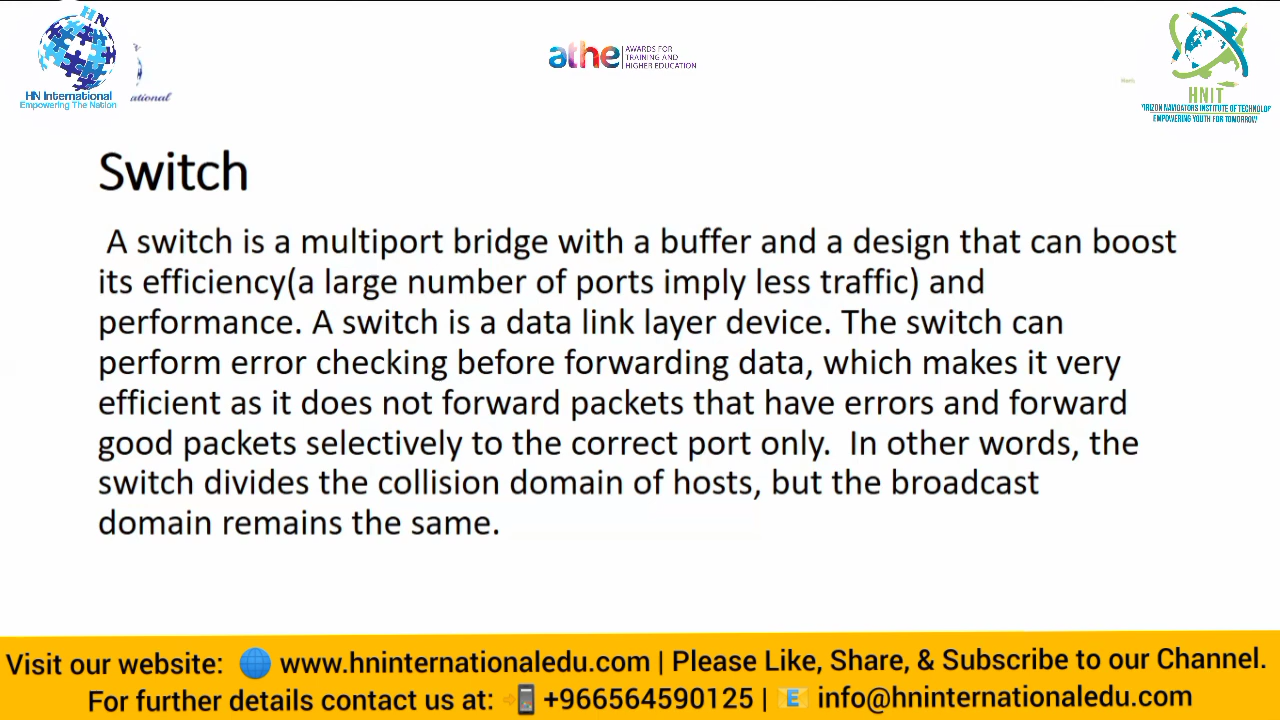 HN
HN International
Empowering The Nation
ational
athe
AWARDS FOR
TRAINING AND
HIGHER EDUCATION
HNIT
RIZON NAVIGATORS INSTITUTE OF TECHNOLOG
EMPOWERING YOUTH FOR TOMORROW
Switch
A switch is a multiport bridge with a buffer and a design that can boost
its efficiency(a large number of ports imply less traffic) and
performance. A switch is a data link layer device. The switch can
perform error checking before forwarding data, which makes it very
efficient as it does not forward packets that have errors and forward
good packets selectively to the correct port only.  In other words, the
switch divides the collision domain of hosts, but the broadcast
domain remains the same.
Visit our website: 🌐 www.hninternationaledu.com | Please Like, Share, & Subscribe to our Channel.
For further details contact us at: 📲 +966564590125 | 📧 info@hninternationaledu.com